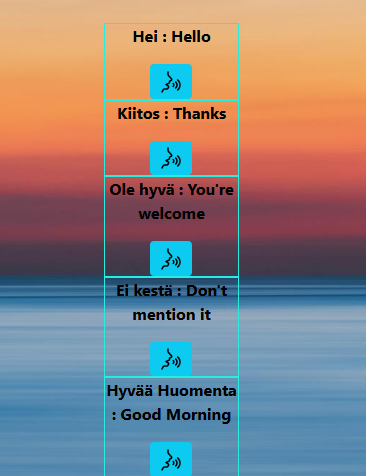 Hei : Hello
Kiitos : Thanks
Ole hyvä : You're
welcome
Ei kestä : Don't
mention it
Hyvää Huomenta
: Good Morning